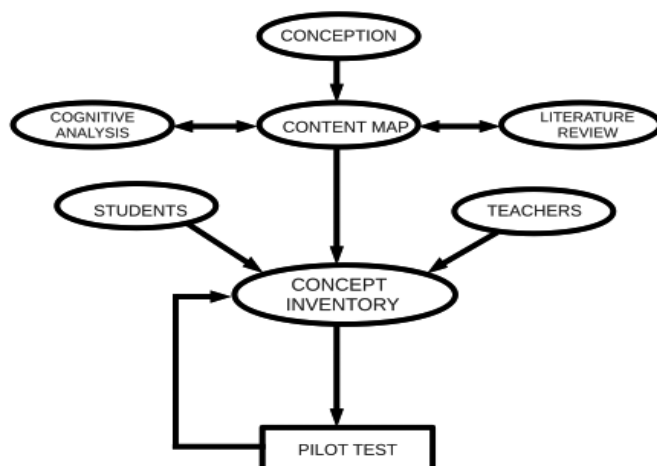 CONCEPTION
COGNITIVE
ANALYSIS
CONTENT MAP
LITERATURE
REVIEW
STUDENTS
TEACHERS
CONCEPT
INVENTORY
PILOT TEST